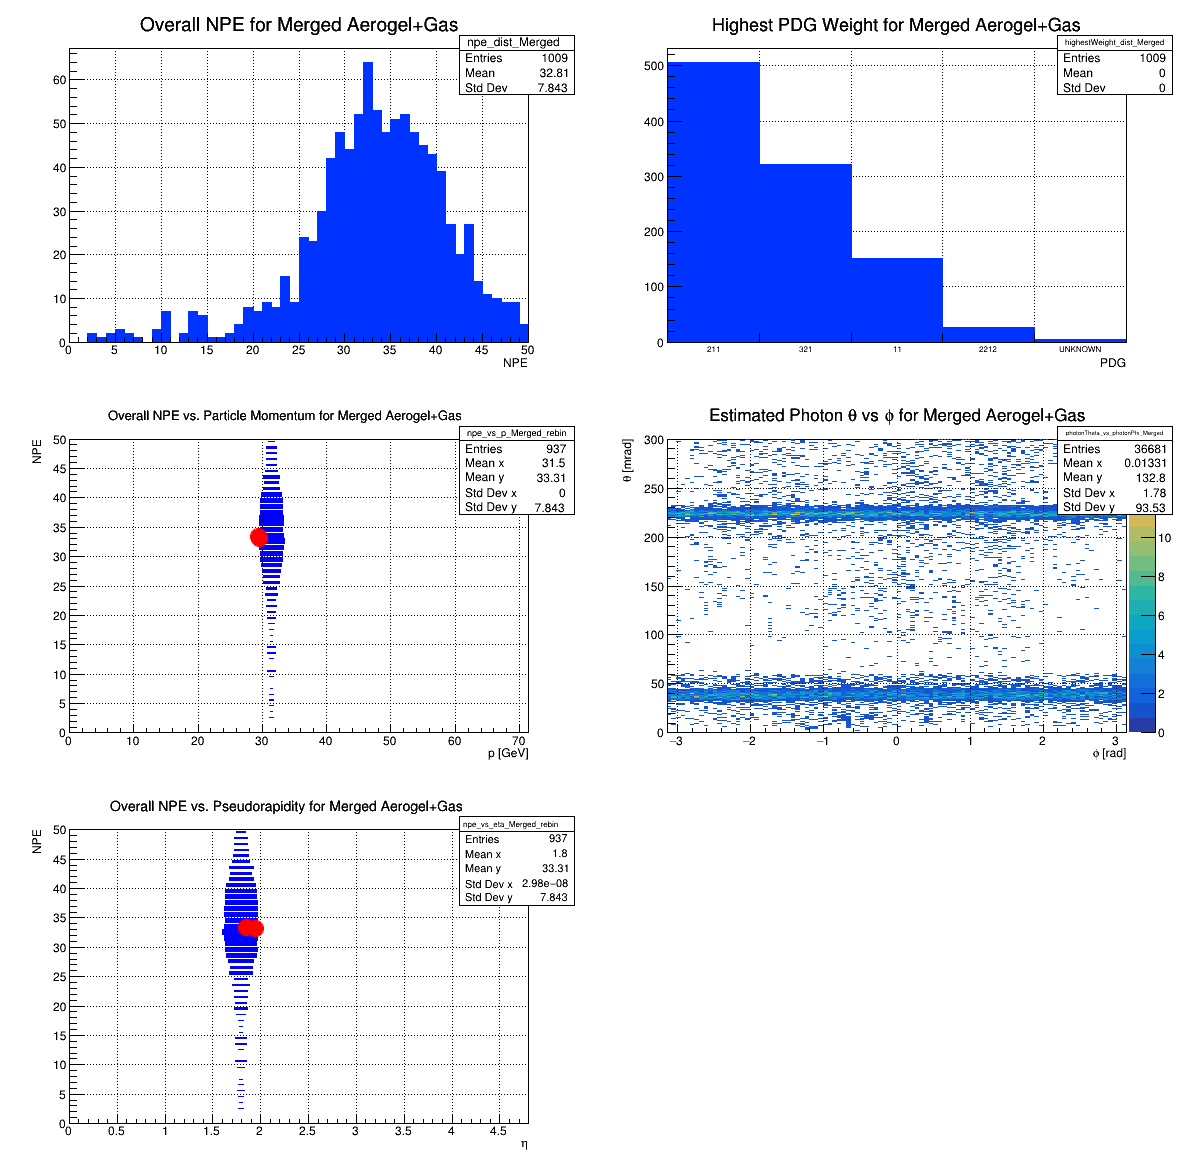 Overall NPE for Merged Aerogel+Gas
npe_dist_Merged
Entries 1009
Mean 32.81
Std Dev 7.843
60
50
40
30
20
10
0
0 5 10 15 20 25 30 35 40 45 50
NPE
Highest PDG Weight for Merged Aerogel+Gas
highestWeight_dist_Merged
Entries 1009
Mean 0
Std Dev 0
500
400
300
200
100
0
211 321 11 2212 UNKNOWN
PDG
Overall NPE vs. Particle Momentum for Merged Aerogel+Gas
npe_vs_p_Merged_rebin
Entries 937
Mean x 31.5
Mean y 33.31
Std Dev x 0
Std Dev y 7.843
NPE
50
45
40
35
30
25
20
15
10
5
0
0 10 20 30 40 50 60 70
p [GeV]
Estimated Photon θ vs ϕ for Merged Aerogel+Gas
photonTheta_vs_photonPhi_Merged
Entries 36681
Mean x 0.01331
Mean y 132.8
Std Dev x 1.78
Std Dev y 93.53
θ [mrad]
300
250
200
150
100
50
0
−3 −2 −1 0 1 2 3
ϕ [rad]
10
8
6
4
2
0
Overall NPE vs. Pseudorapidity for Merged Aerogel+Gas
npe_vs_eta_Merged_rebin
Entries 937
Mean x 1.8
Mean y 33.31
Std Dev x 2.98e−08
Std Dev y 7.843
NPE
50
45
40
35
30
25
20
15
10
5
0
0 0.5 1 1.5 2 2.5 3 3.5 4 4.5
η